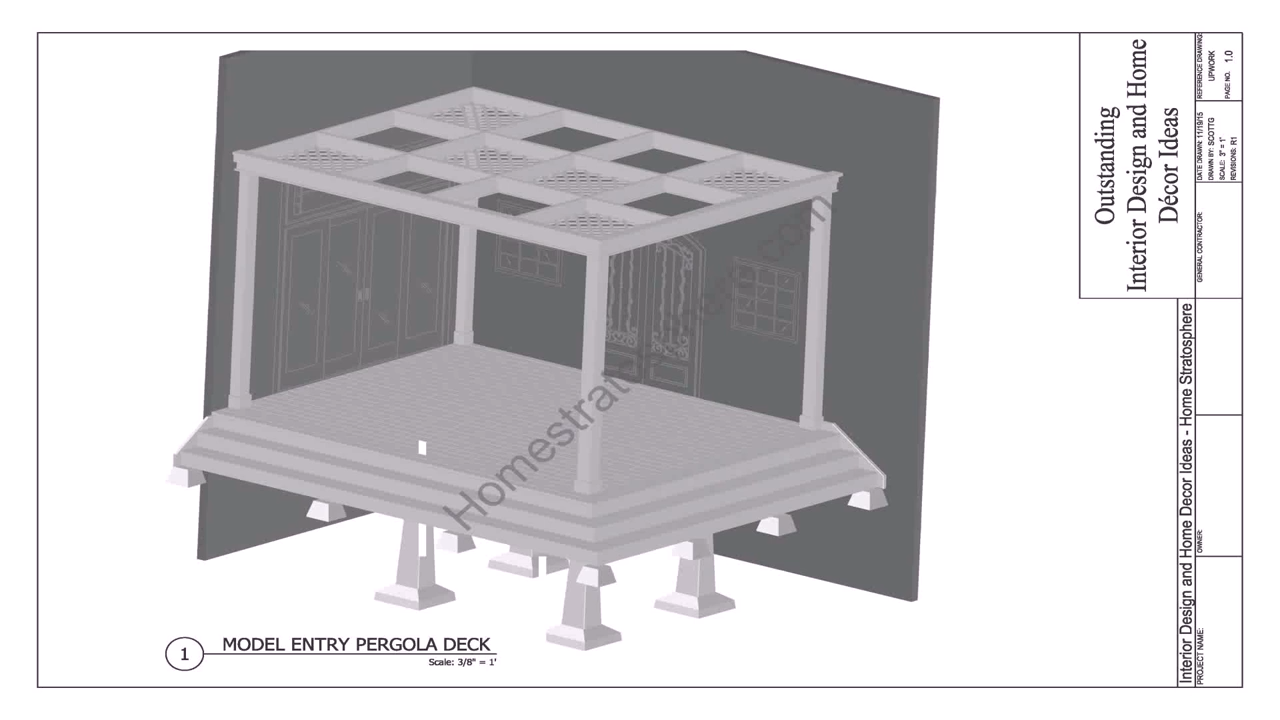 MODEL ENTRY PERGOLA DECK
1
Scale: 3/8" = 1'
Homestratosphere.com
Outstanding
Interior Design and Home
Décor Ideas
REFERENCE DRAWING:
UPWORK
PAGE NO. 1.0
DATE DRAWN: 11/19/15
DRAWN BY: SCOTTG
SCALE: 3" = 1'
REVISIONS: R1
GENERAL CONTRACTOR:
Interior Design and Home Decor Ideas - Home Stratosphere
OWNER:
PROJECT NAME: